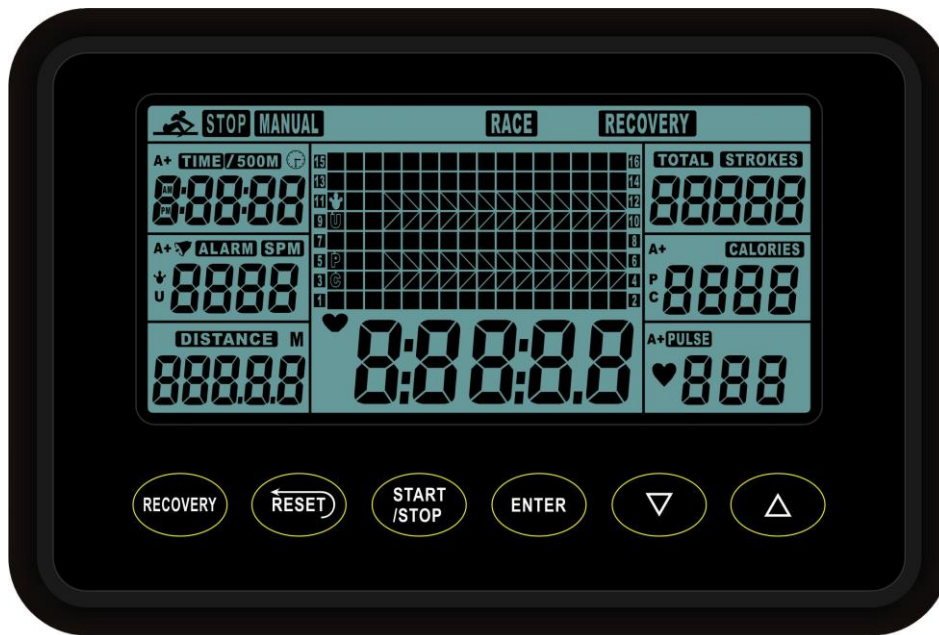 STOP MANUAL RACE RECOVERY
A+ TIME/500M
AM
PM
8:88:88
A+ ALARM SPM
U
8888
DISTANCE M
888.8.8
15 16
13 14
11 12
9 U 10
7 8
5 P 6
3 C 4
1 2
8:88:8.8
TOTAL STROKES
88888
A+ CALORIES
P
C
8888
A+ PULSE
888
RECOVERY
RESET
START
/STOP
ENTER